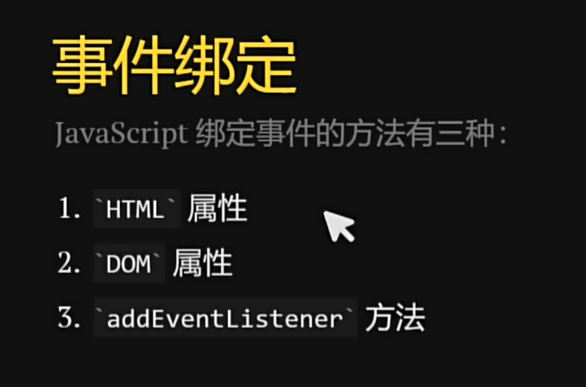 事件绑定
JavaScript 绑定事件的方法有三种：
1. `HTML` 属性
2. `DOM` 属性
3. `addEventListener` 方法